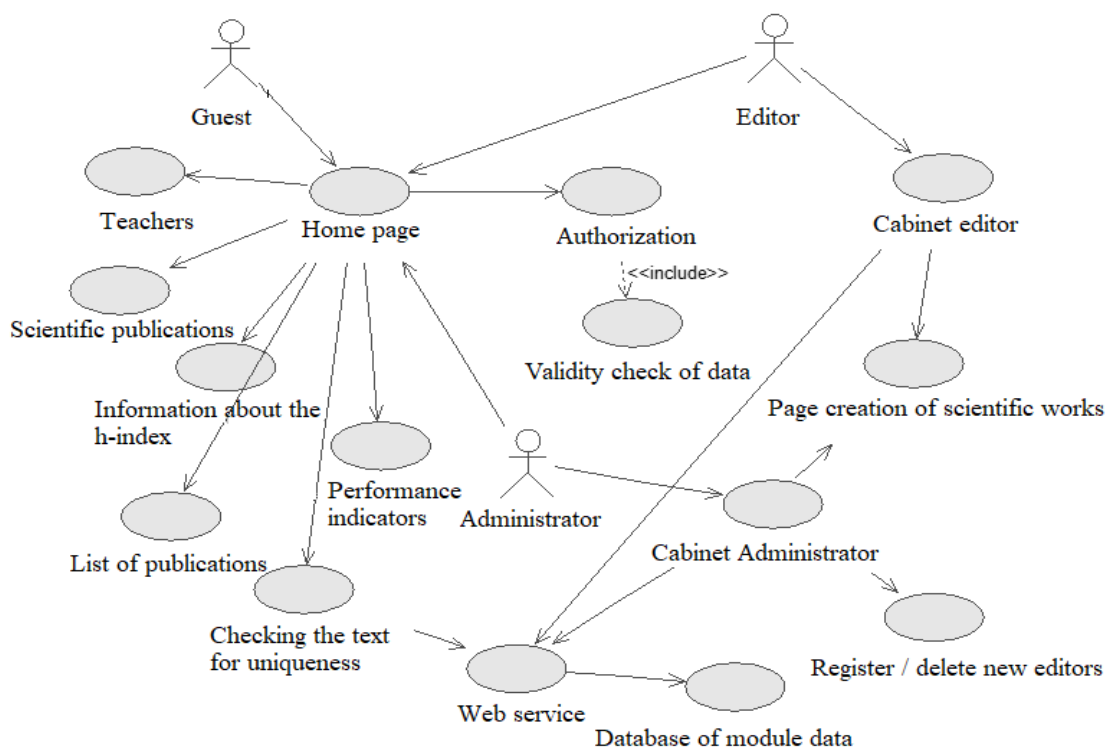 Guest
Editor
Teachers
Home page
Authorization
Cabinet editor
<<include>>
Scientific publications
Validity check of data
Information about the
h-index
Page creation of scientific works
Performance
indicators
Administrator
List of publications
Cabinet Administrator
Checking the text
for uniqueness
Register / delete new editors
Web service
Database of module data